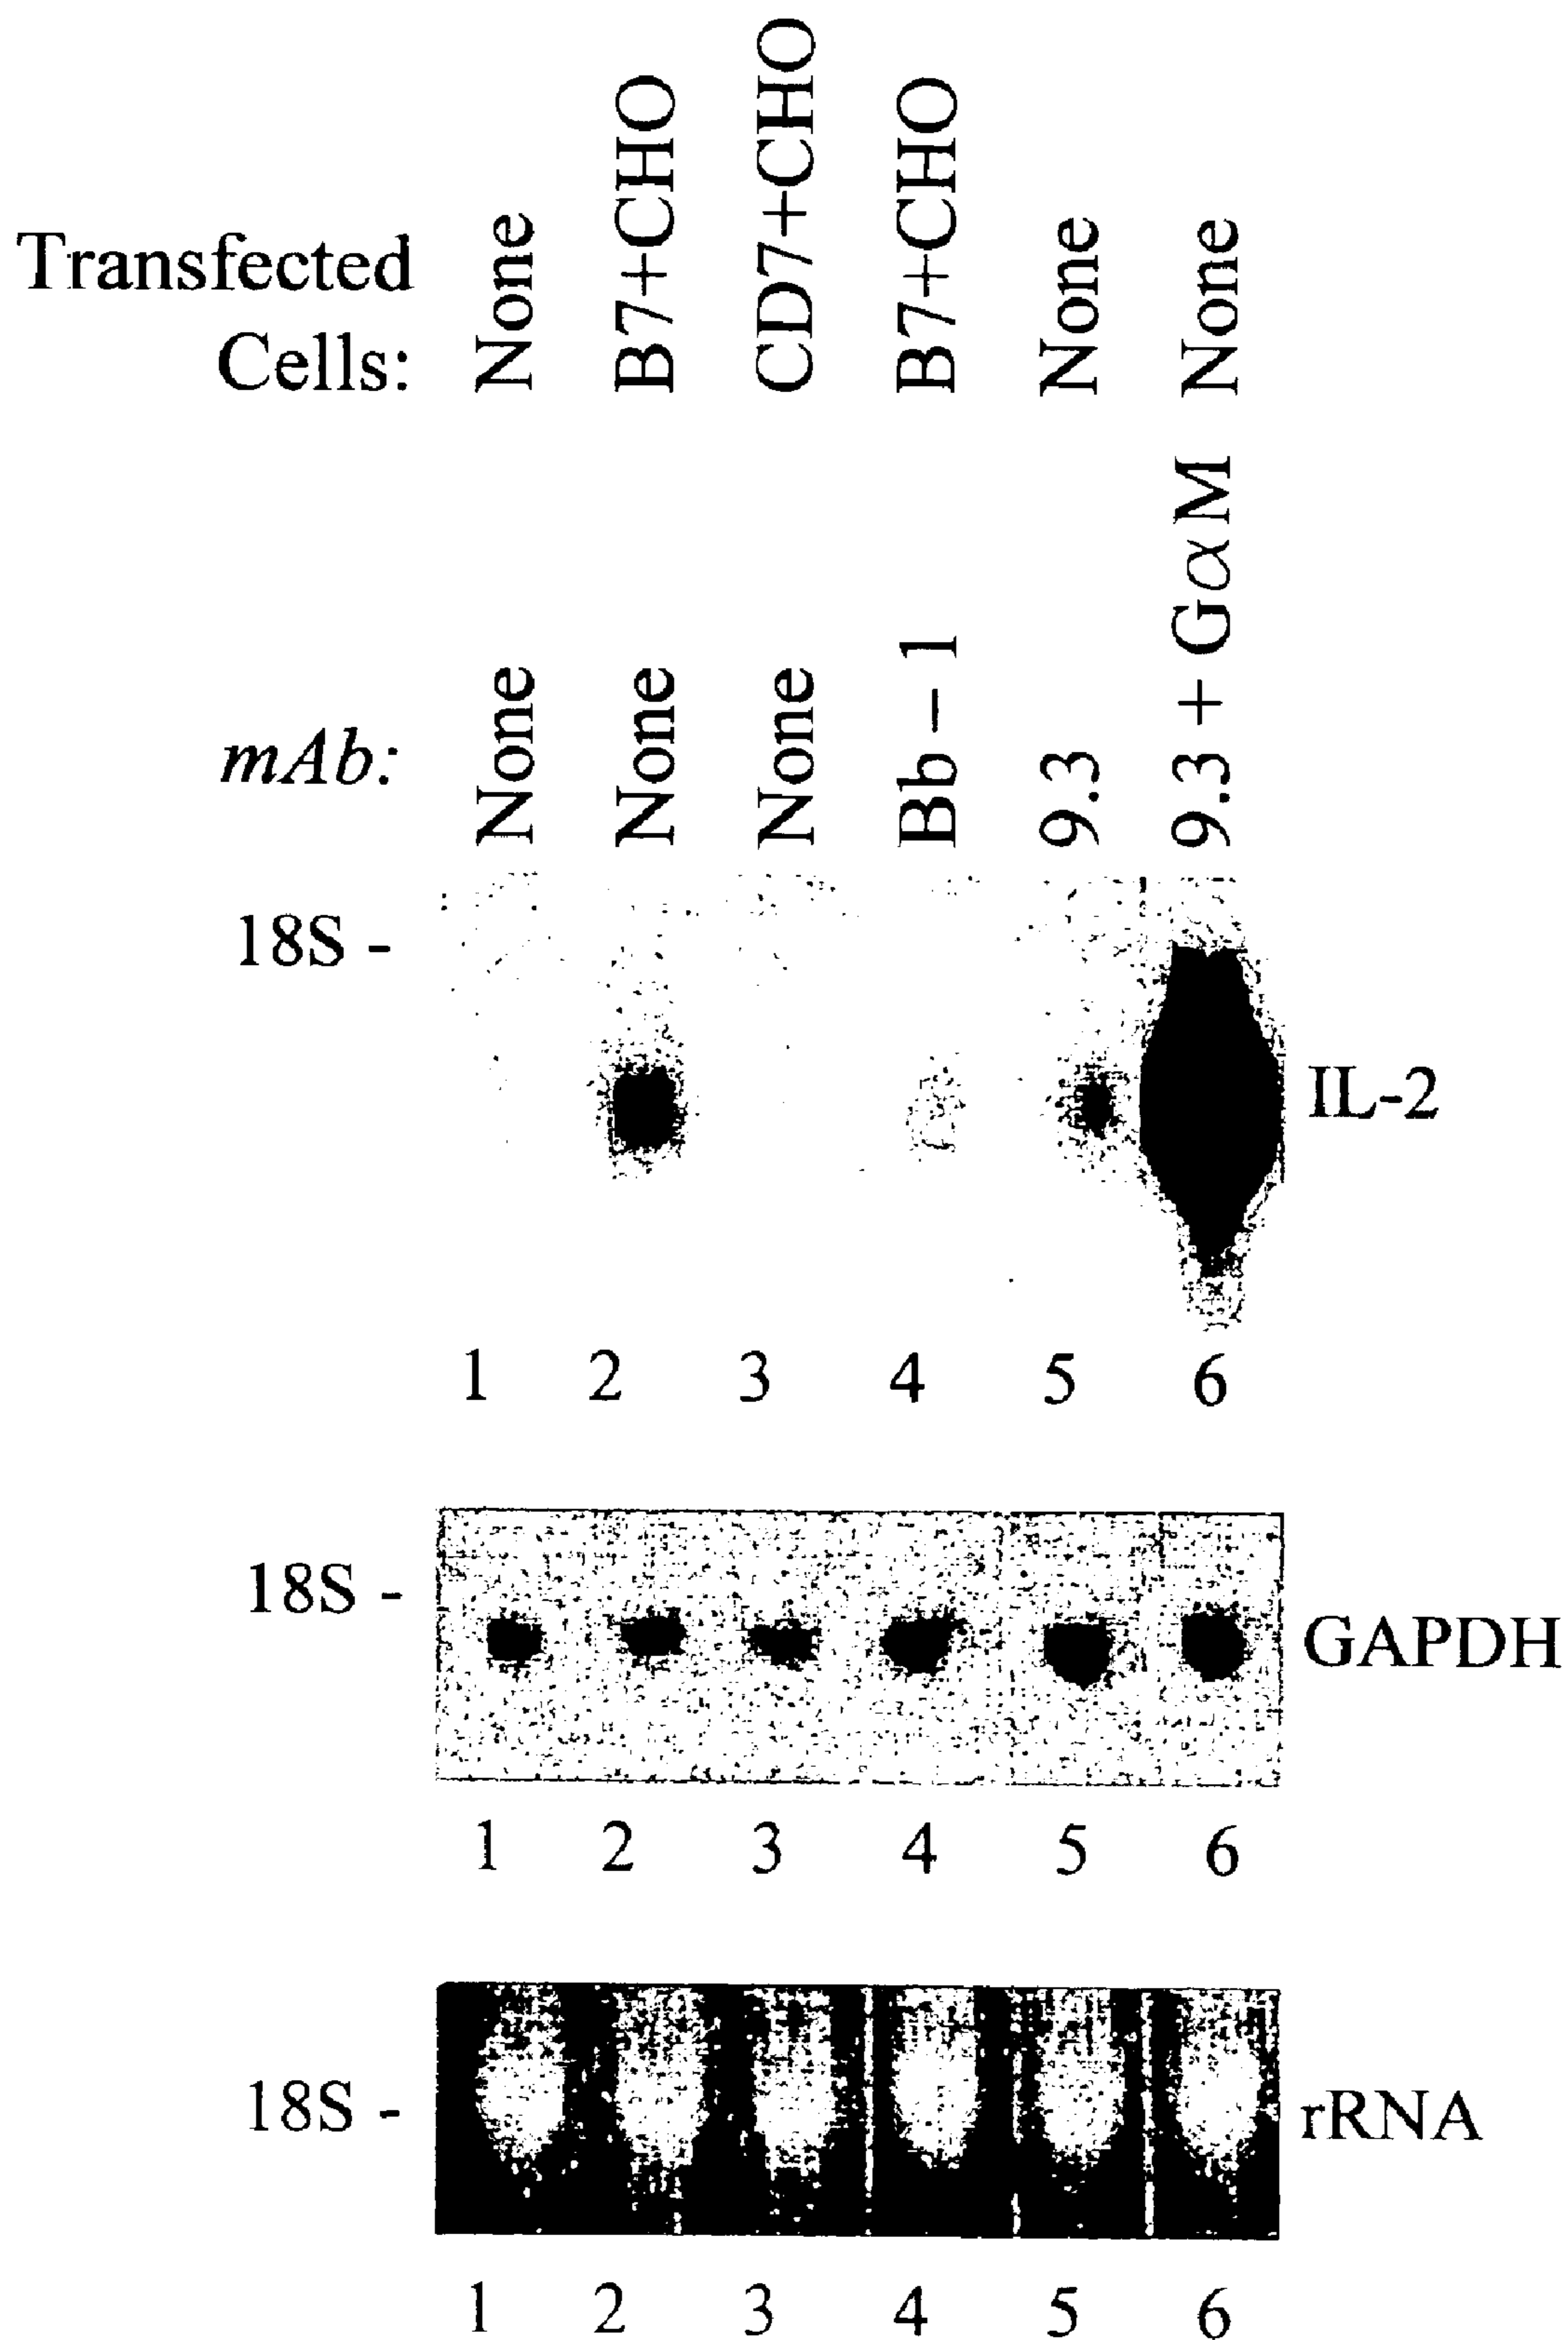 Transfected
Cells: None B7+CHO CD7+CHO B7+CHO None None
mAb: None None None Bb – 1 9.3 9.3 + GαM
18S -
IL-2
1 2 3 4 5 6
18S -
GAPDH
1 2 3 4 5 6
18S -
rRNA
1 2 3 4 5 6